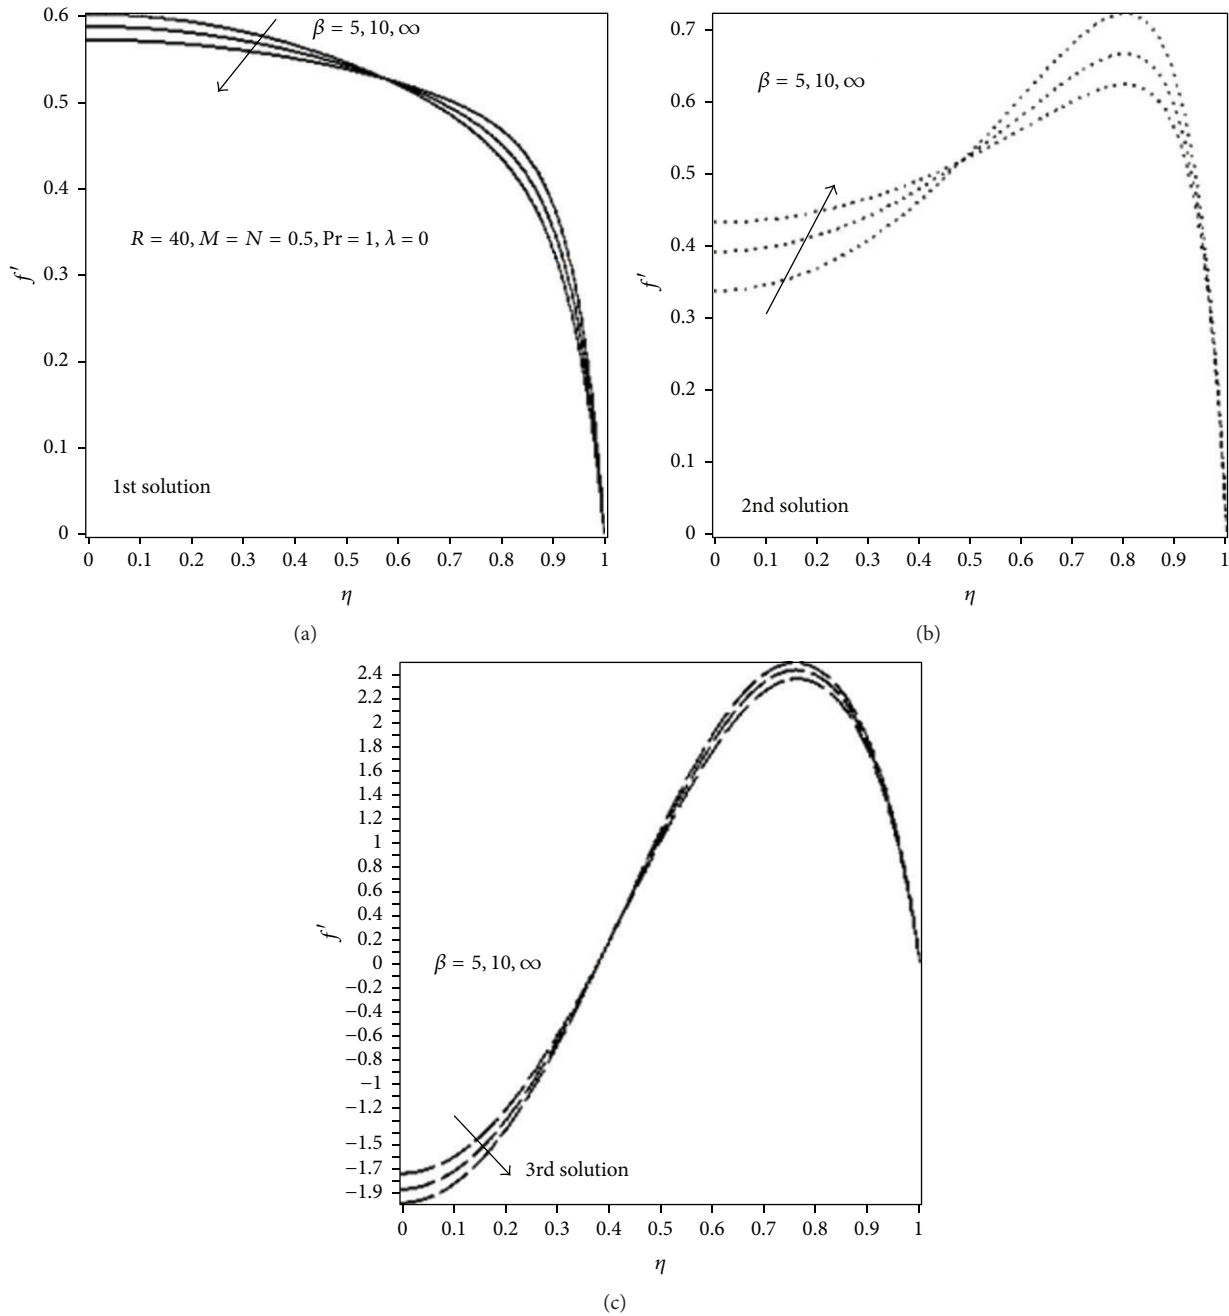 0.6
0.5
0.4
0.3
0.2
0.1
0
f′
β = 5, 10, ∞
R = 40, M = N = 0.5, Pr = 1, λ = 0
1st solution
0 0.1 0.2 0.3 0.4 0.5 0.6 0.7 0.8 0.9 1
η
(a)
0.7
0.6
0.5
0.4
0.3
0.2
0.1
0
f′
β = 5, 10, ∞
2nd solution
0 0.1 0.2 0.3 0.4 0.5 0.6 0.7 0.8 0.9 1
η
(b)
2.4
2.2
2
1.8
1.6
1.4
1.2
1
0.8
0.6
0.4
0.2
0
−0.2
−0.4
−0.6
−0.8
−1
−1.2
−1.5
−1.7
−1.9
f′
β = 5, 10, ∞
3rd solution
0 0.1 0.2 0.3 0.4 0.5 0.6 0.7 0.8 0.9 1
η
(c)